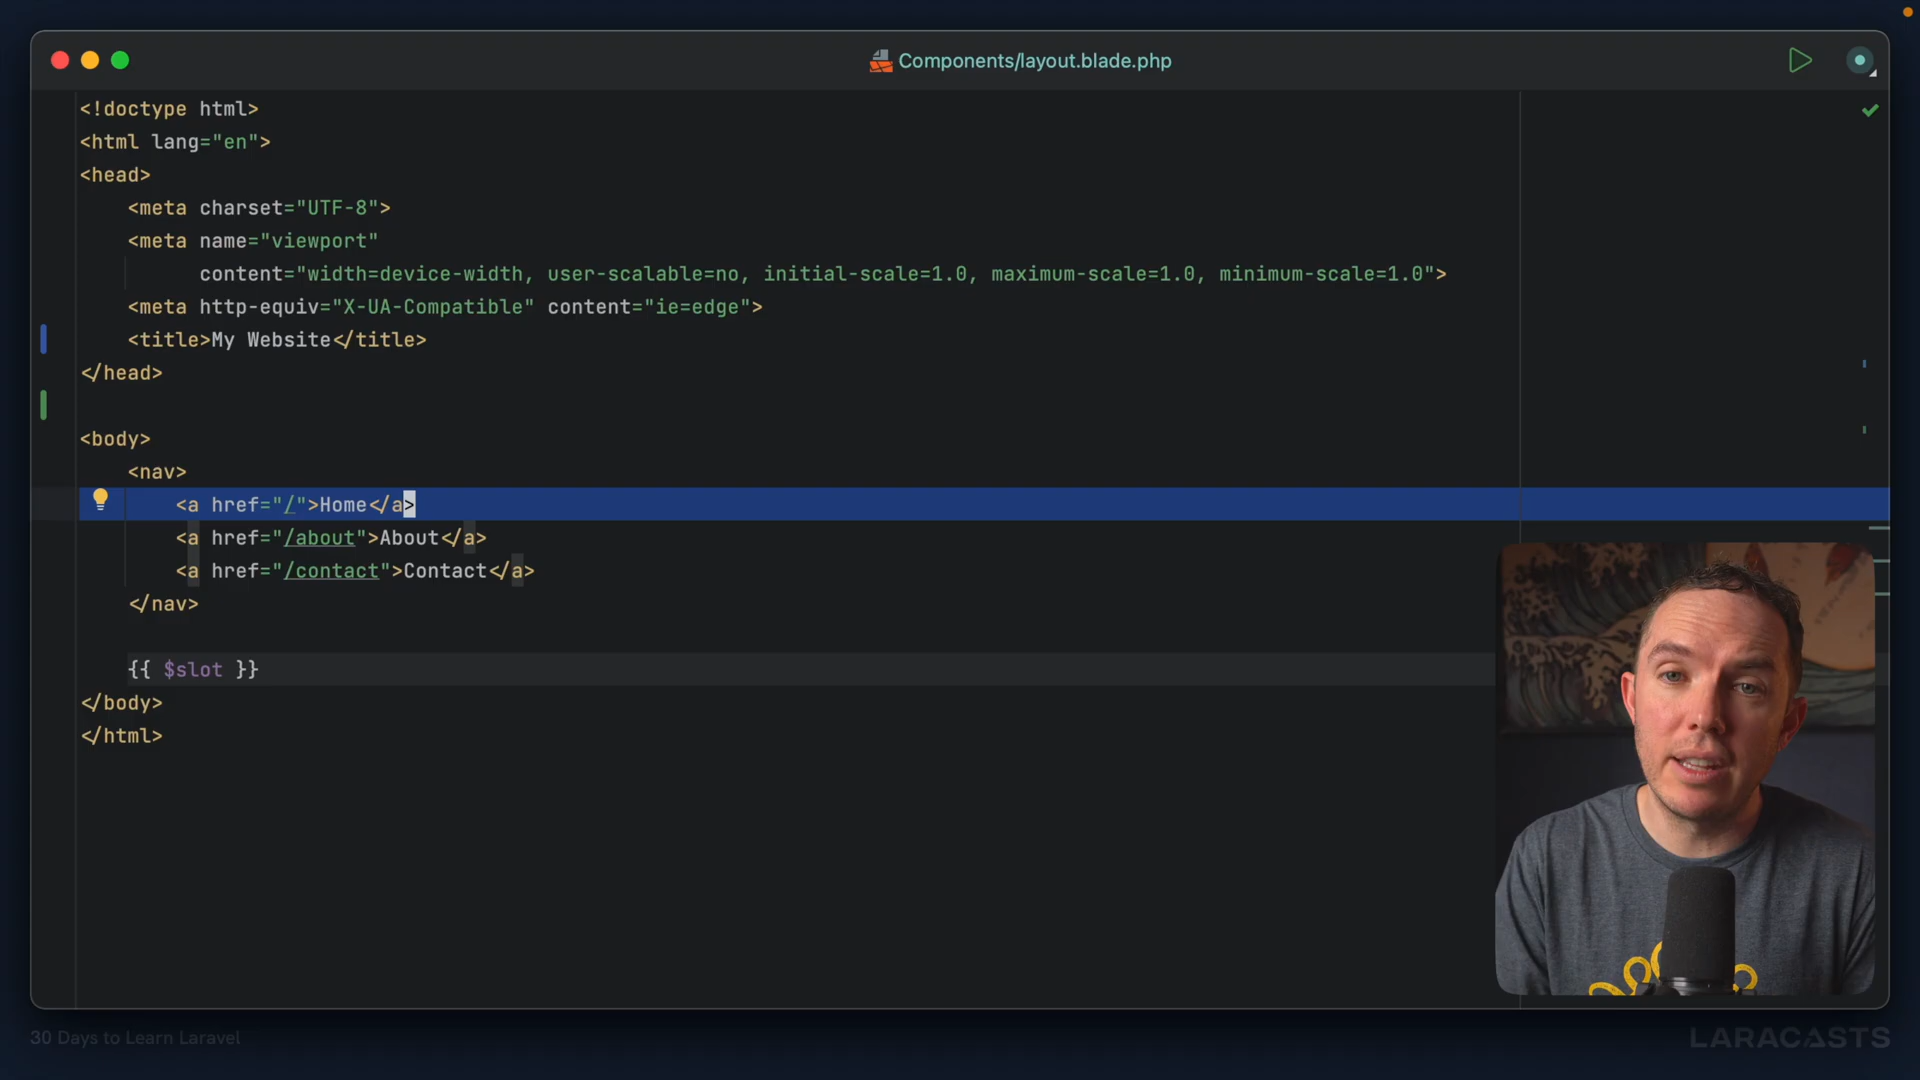 Components/layout.blade.php
<!doctype html>
<html lang="en">
<head>
    <meta charset="UTF-8">
    <meta name="viewport"
          content="width=device-width, user-scalable=no, initial-scale=1.0, maximum-scale=1.0, minimum-scale=1.0">
    <meta http-equiv="X-UA-Compatible" content="ie=edge">
    <title>My Website</title>
</head>
<body>
    <nav>
        <a href="/">Home</a>
        <a href="/about">About</a>
        <a href="/contact">Contact</a>
    </nav>
    {{ $slot }}
</body>
</html>
30 Days to Learn Laravel
LARACASTS